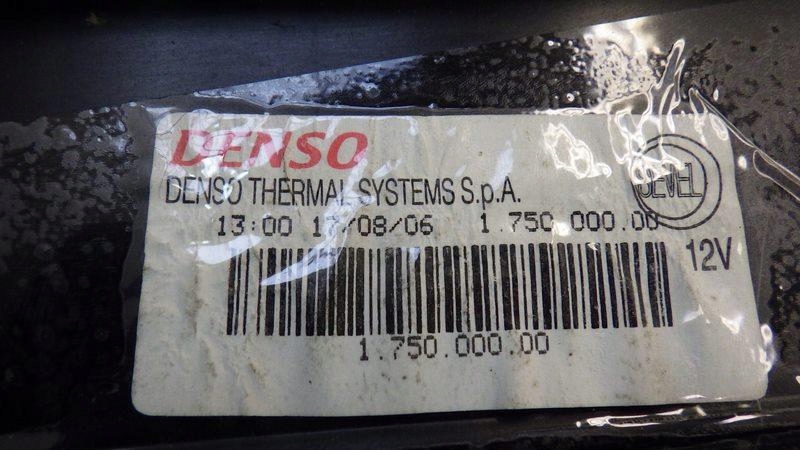 DENSO
DENSO THERMAL SYSTEMS S.p.A.
SEVEL
13:00 17/08/06 1.750.000.00
12V
1.750.000.00